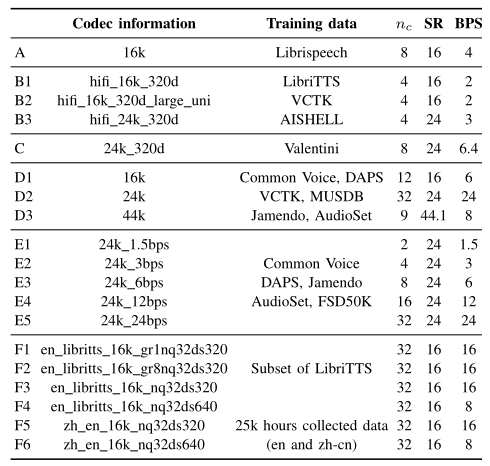 Codec information Training data n_c SR BPS
A 16k Librispeech 8 16 4
B1 hifi_16k_320d LibriTTS 4 16 2
B2 hifi_16k_320d_large_uni VCTK 4 16 2
B3 hifi_24k_320d AISHELL 4 24 3
C 24k_320d Valentini 8 24 6.4
D1 16k Common Voice, DAPS 12 16 6
D2 24k VCTK, MUSDB 32 24 24
D3 44k Jamendo, AudioSet 9 44.1 8
E1 24k_1.5bps 2 24 1.5
E2 24k_3bps Common Voice 4 24 3
E3 24k_6bps DAPS, Jamendo 8 24 6
E4 24k_12bps AudioSet, FSD50K 16 24 12
E5 24k_24bps 32 24 24
F1 en_libritts_16k_gr1nq32ds320 32 16 16
F2 en_libritts_16k_gr8nq32ds320 Subset of LibriTTS 32 16 16
F3 en_libritts_16k_nq32ds320 32 16 16
F4 en_libritts_16k_nq32ds640 32 16 8
F5 zh_en_16k_nq32ds320 25k hours collected data 32 16 16
F6 zh_en_16k_nq32ds640 (en and zh-cn) 32 16 8